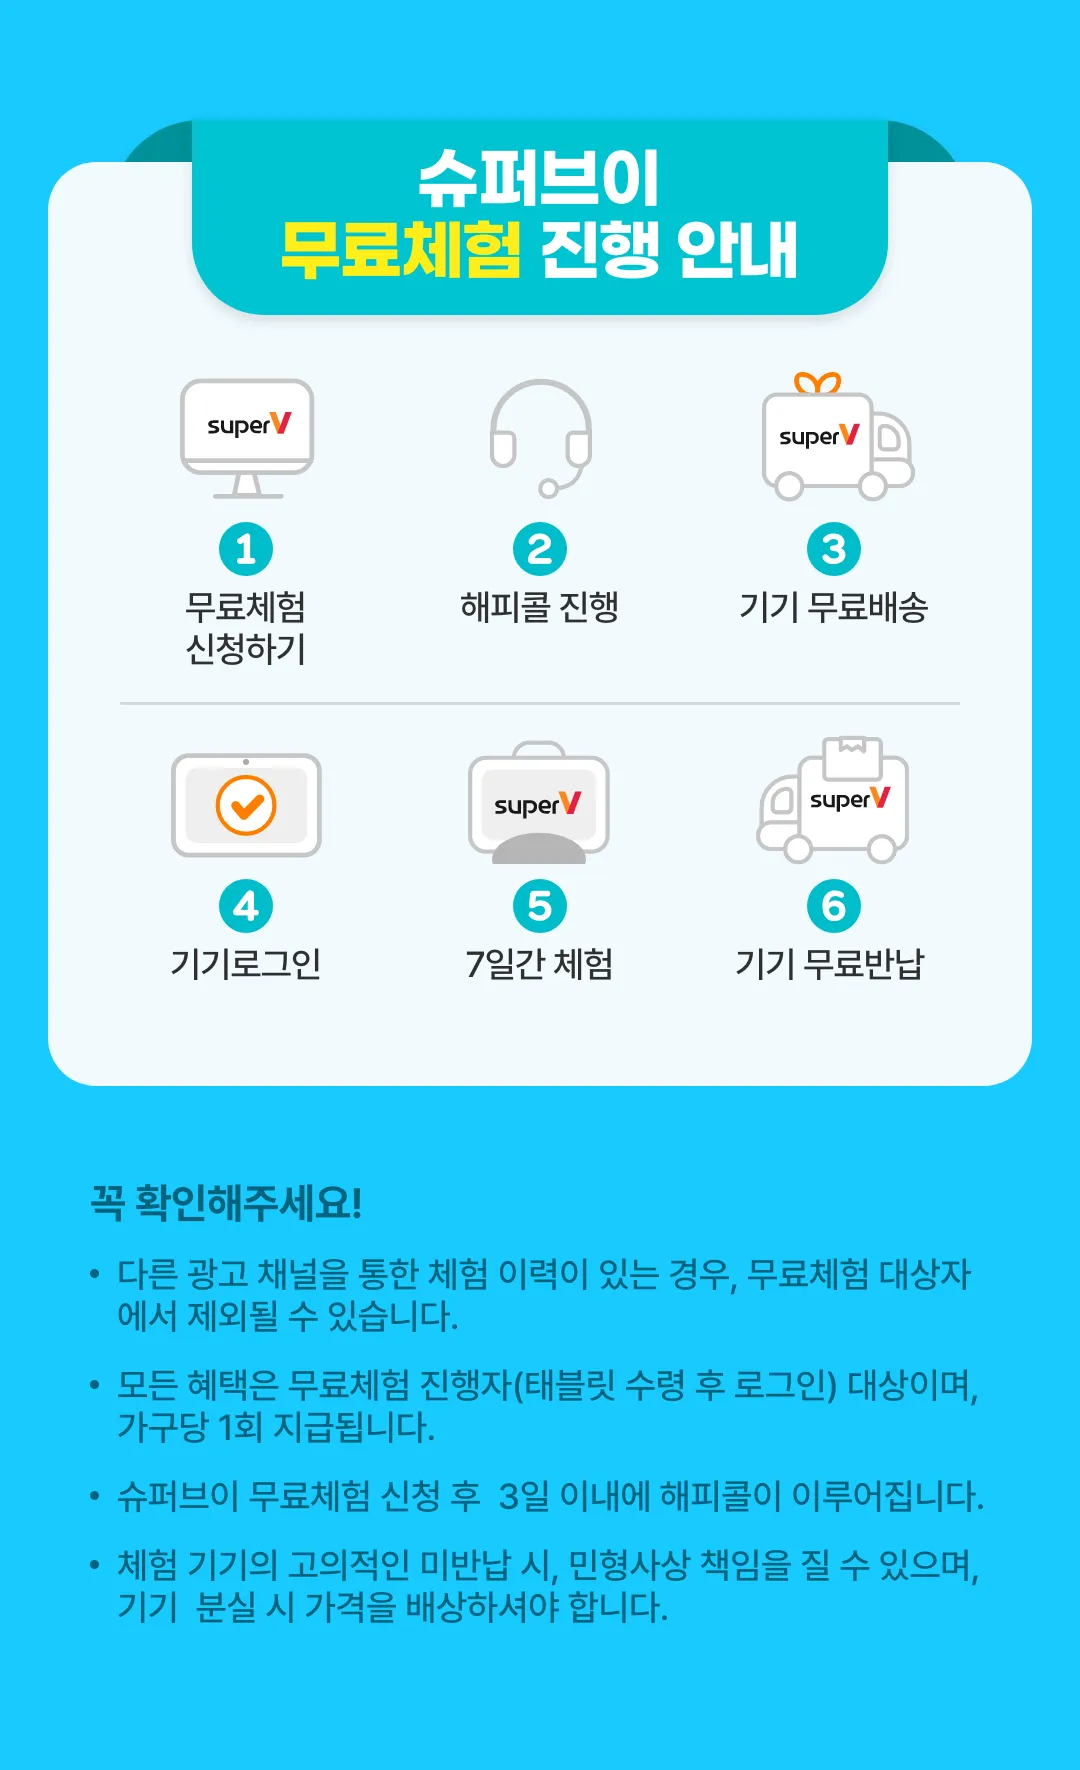 슈퍼브이
무료체험 진행 안내
superV
superV
1
2
3
무료체험
신청하기
해피콜 진행
기기 무료배송
superV
superV
4
5
6
기기로그인
7일간 체험
기기 무료반납
꼭 확인해주세요!
• 다른 광고 채널을 통한 체험 이력이 있는 경우, 무료체험 대상자
에서 제외될 수 있습니다.
• 모든 혜택은 무료체험 진행자(태블릿 수령 후 로그인) 대상이며,
가구당 1회 지급됩니다.
• 슈퍼브이 무료체험 신청 후 3일 이내에 해피콜이 이루어집니다.
• 체험 기기의 고의적인 미반납 시, 민형사상 책임을 질 수 있으며,
기기 분실 시 가격을 배상하셔야 합니다.